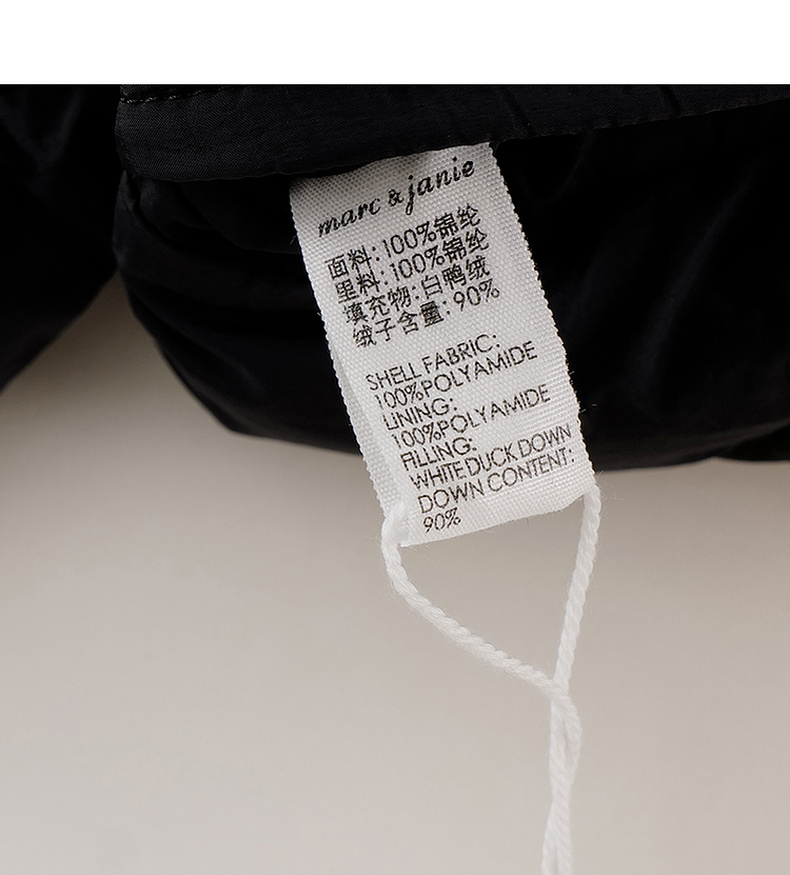 marc & janie
面料: 100%锦纶
里料: 100%锦纶
填充物: 白鸭绒
绒子含量: 90%
SHELL FABRIC:
100%POLYAMIDE
LINING:
100%POLYAMIDE
FILLING:
WHITE DUCK DOWN
DOWN CONTENT:
90%